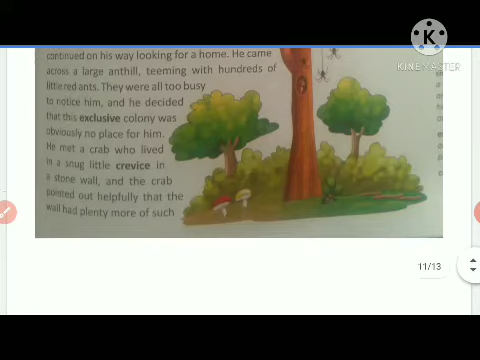 K
KINEMASTER
continued on his way looking for a home. He came
across a large anthill, teeming with hundreds of
little red ants. They were all too busy
to notice him, and he decided
that this exclusive colony was
obviously no place for him.
He met a crab who lived
in a snug little crevice in
a stone wall, and the crab
pointed out helpfully that the
wall had plenty more of such
11/13